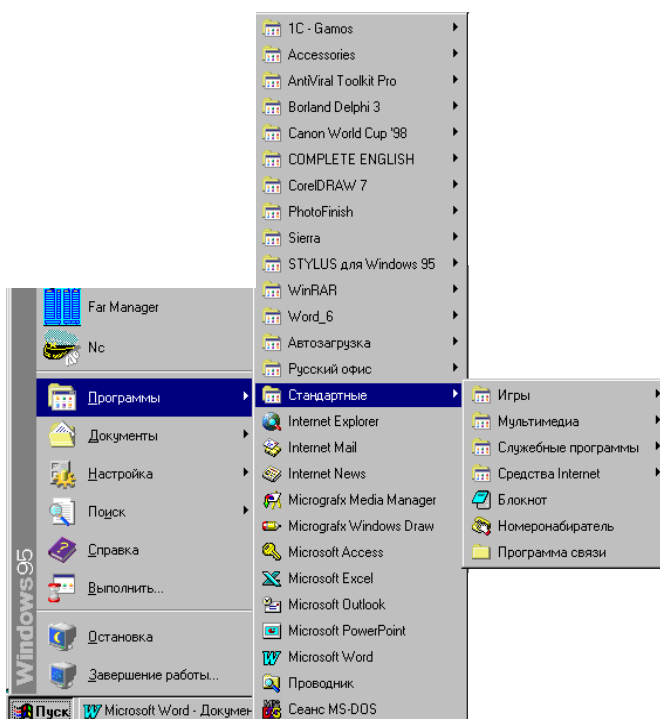 Far Manager
Nc
Программы
Документы
Настройка
Поиск
Справка
Выполнить...
Остановка
Завершение работы...
Windows95
Пуск
Microsoft Word - Докумен
1C - Gamos
Accessories
AntiViral Toolkit Pro
Borland Delphi 3
Canon World Cup '98
COMPLETE ENGLISH
CorelDRAW 7
PhotoFinish
Sierra
STYLUS для Windows 95
WinRAR
Word_6
Автозагрузка
Русский офис
Стандартные
Internet Explorer
Internet Mail
Internet News
Micrografx Media Manager
Micrografx Windows Draw
Microsoft Access
Microsoft Excel
Microsoft Outlook
Microsoft PowerPoint
Microsoft Word
Проводник
Сеанс MS-DOS
Игры
Мультимедиа
Служебные программы
Средства Internet
Блокнот
Номеронабиратель
Программа связи